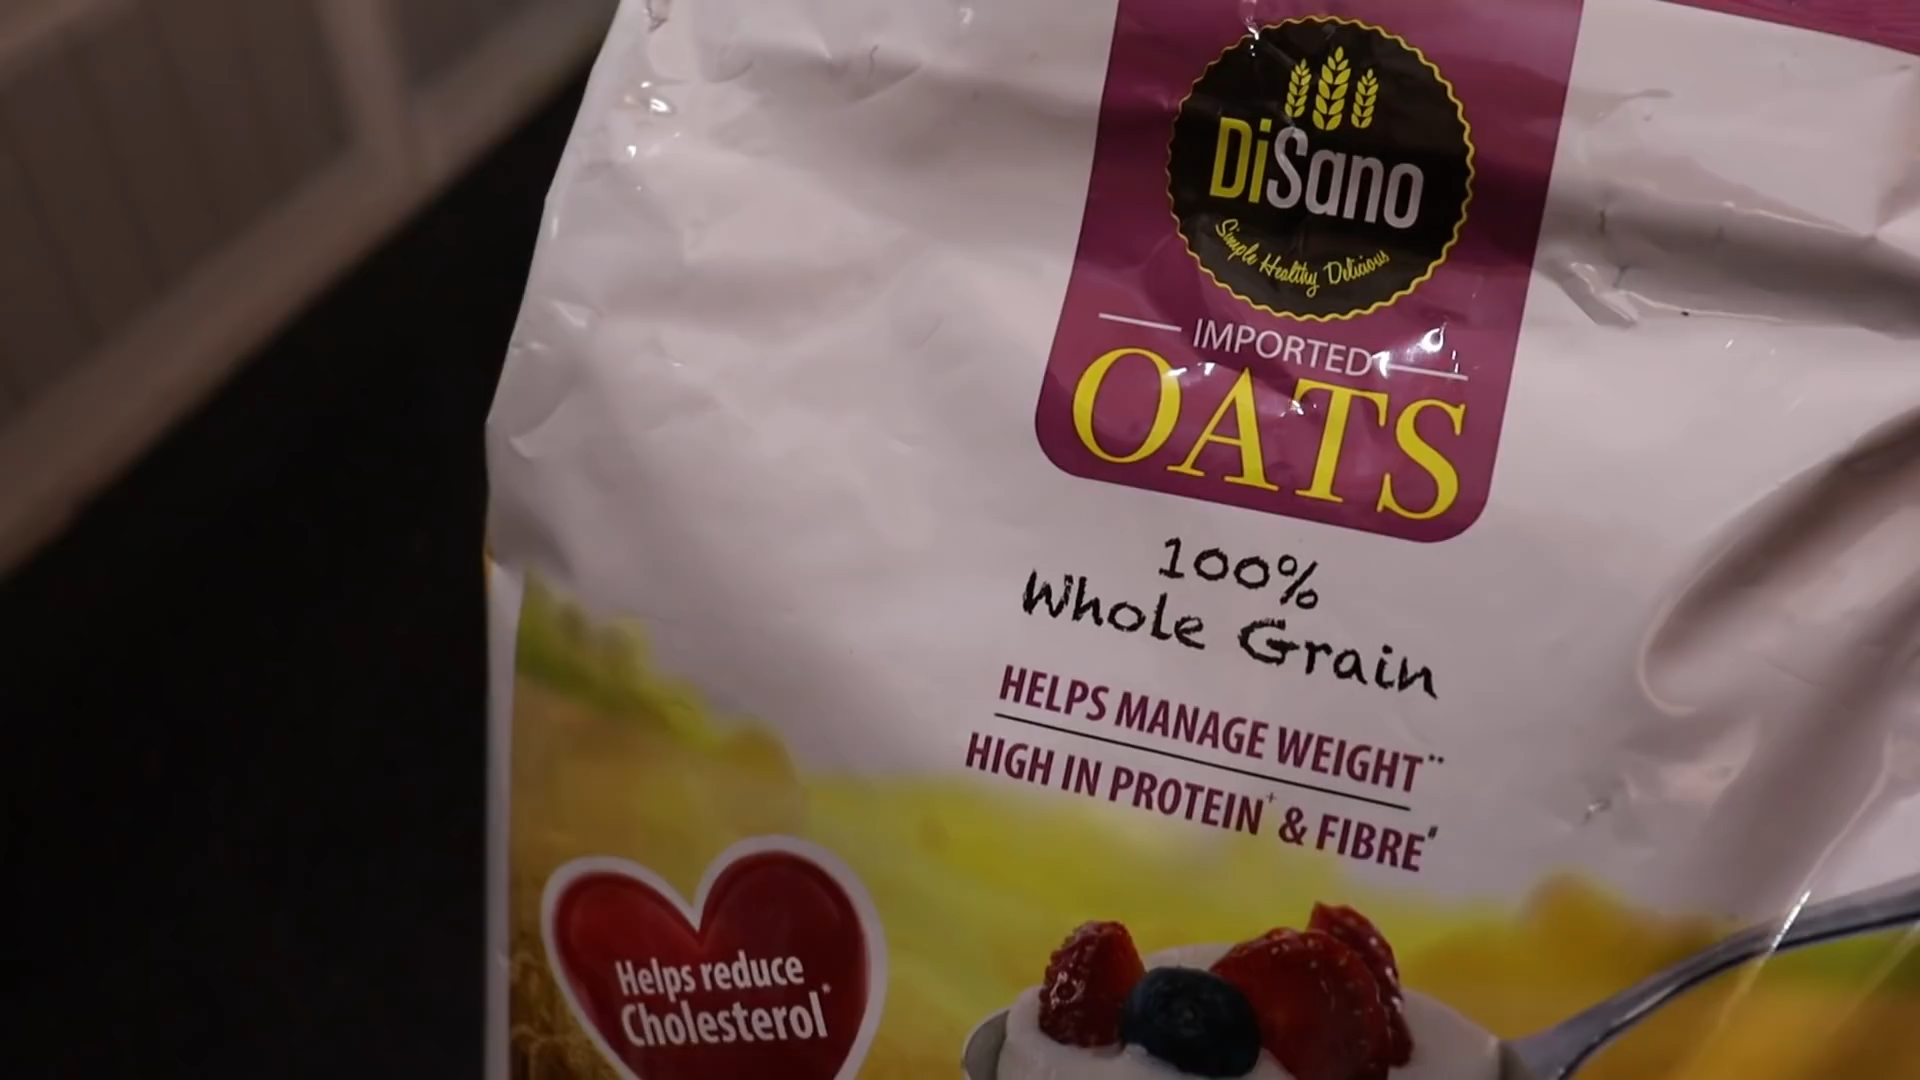 DiSano
Simple Healthy Delicious
IMPORTED
OATS
100%
Whole Grain
HELPS MANAGE WEIGHT**
HIGH IN PROTEIN+ & FIBRE#
Helps reduce
Cholesterol*